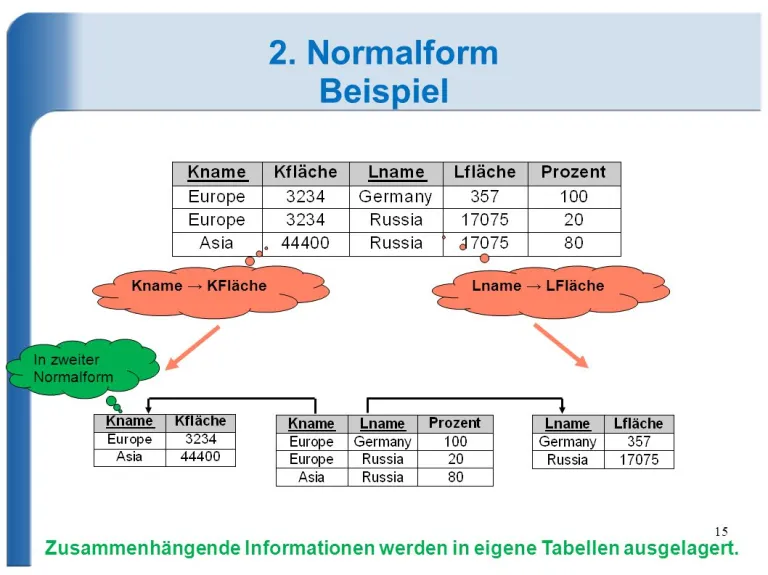 2. Normalform
Beispiel
Kname Kfläche Lname Lfläche Prozent
Europe 3234 Germany 357 100
Europe 3234 Russia 17075 20
Asia 44400 Russia 17075 80
Kname → KFläche
Lname → LFläche
In zweiter
Normalform
Kname Kfläche
Europe 3234
Asia 44400
Kname Lname Prozent
Europe Germany 100
Europe Russia 20
Asia Russia 80
Lname Lfläche
Germany 357
Russia 17075
15
Zusammenhängende Informationen werden in eigene Tabellen ausgelagert.